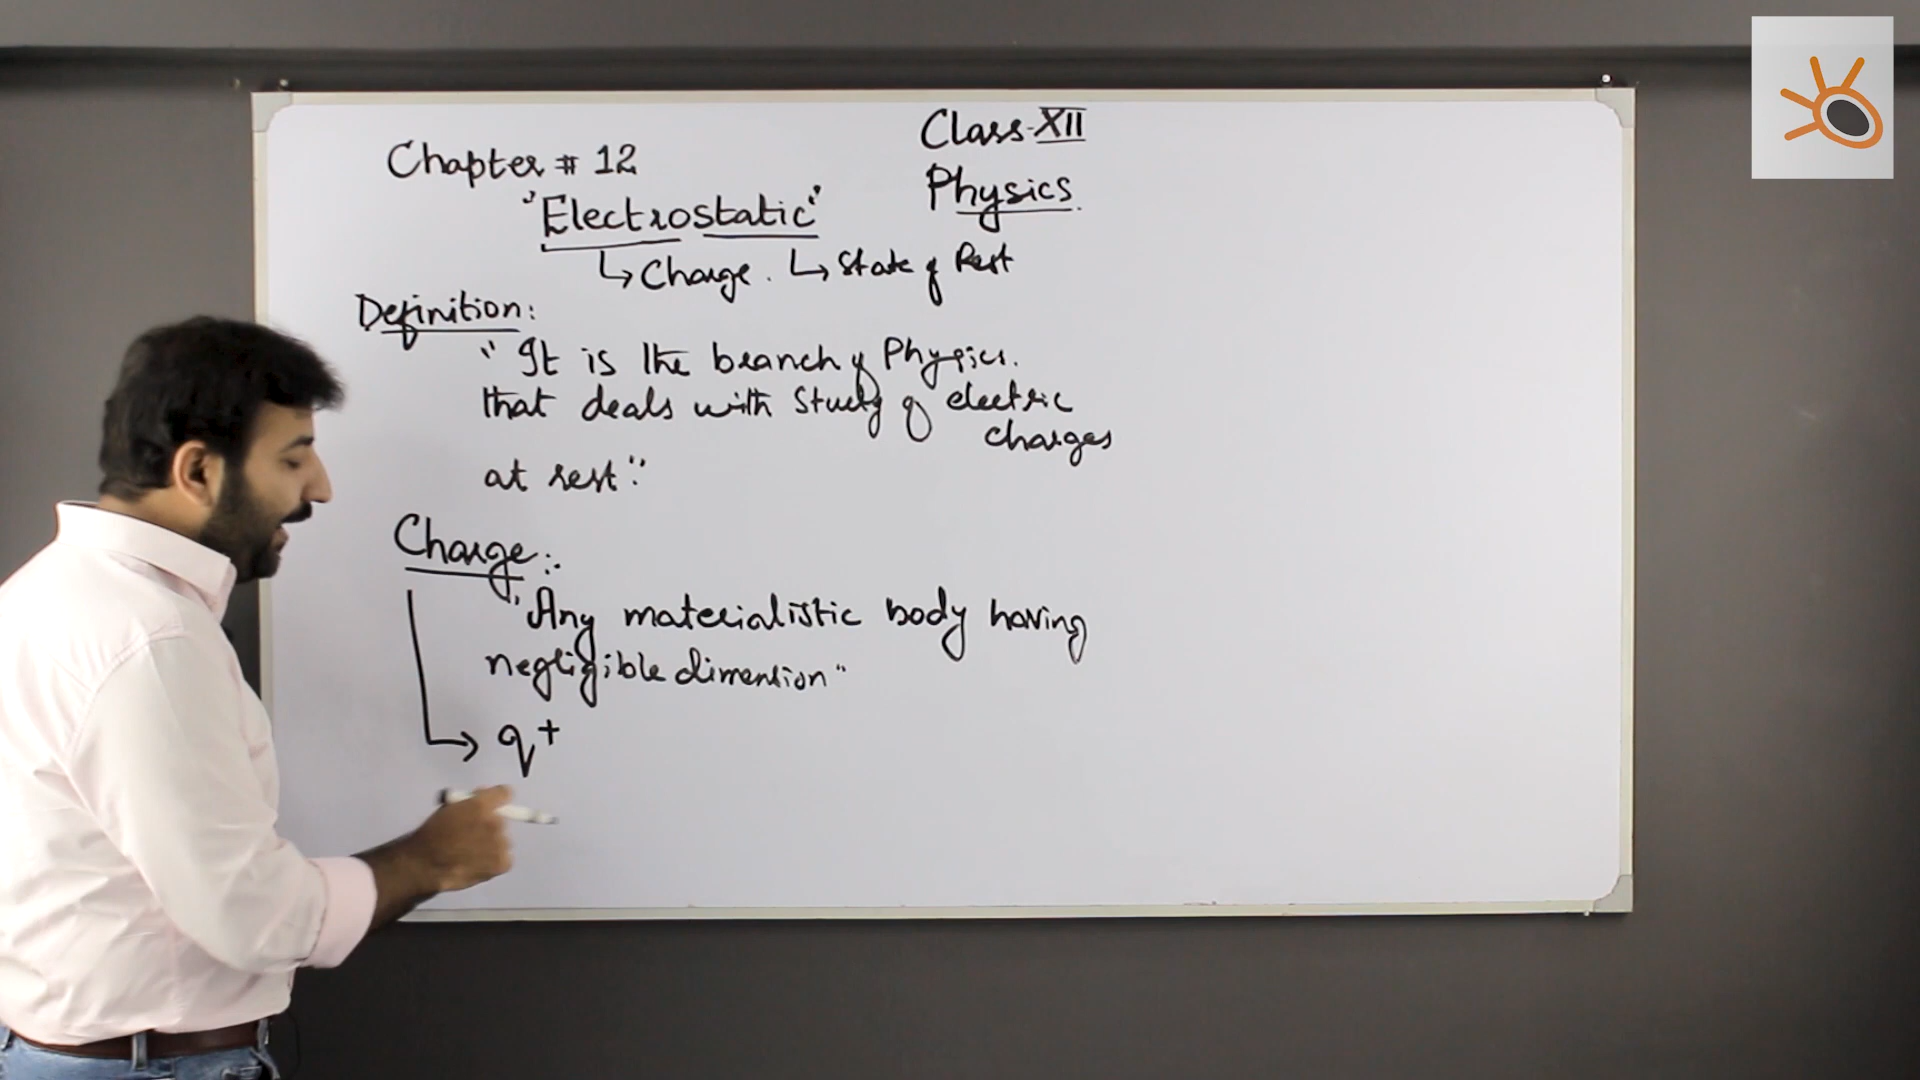 Class-XII
Chapter # 12
Physics
"Electrostatic"
↳ Charge. ↳ State of Rest
Definition:
"It is the branch of Physics.
that deals with study of electric
charges
at rest"
Charge:
"Any materialistic body having
negligible dimension"
→ q+